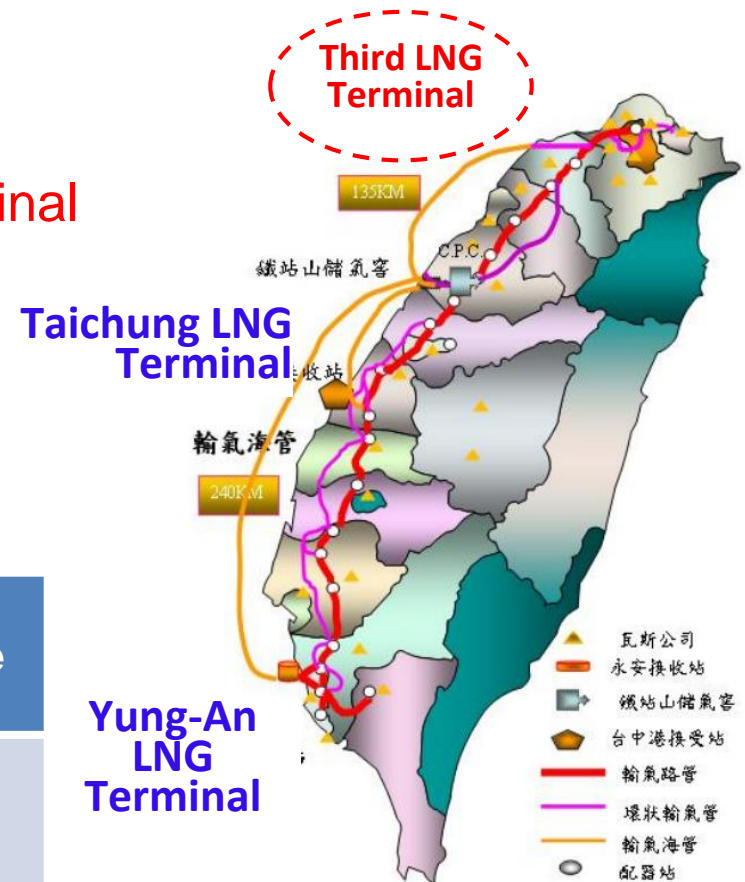 Third LNG
Terminal
inal
135KM
C.P.C.
鐵站山儲氣窖
Taichung LNG
Terminal
收站
輸氣海管
240KM
e
Yung-An
LNG
Terminal
瓦斯公司
永安接收站
鐵站山儲氣窖
台中港接受站
輸氣路管
環狀輸氣管
輸氣海管
配器站